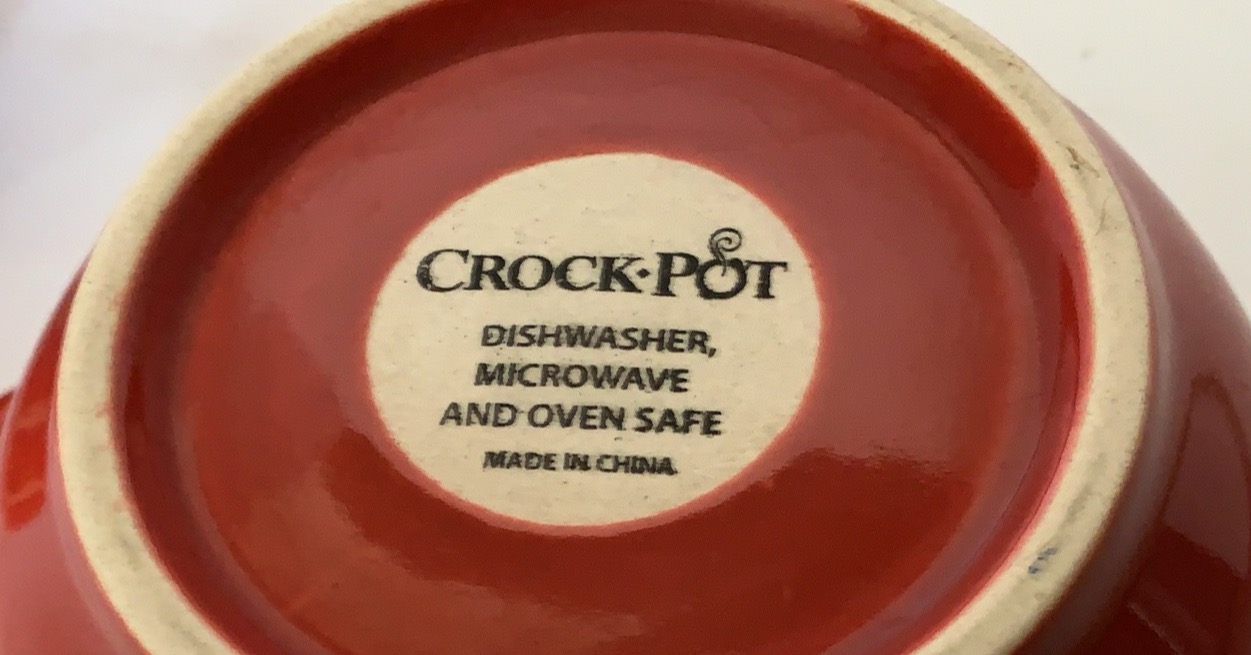 CROCK·POT
DISHWASHER,
MICROWAVE
AND OVEN SAFE
MADE IN CHINA